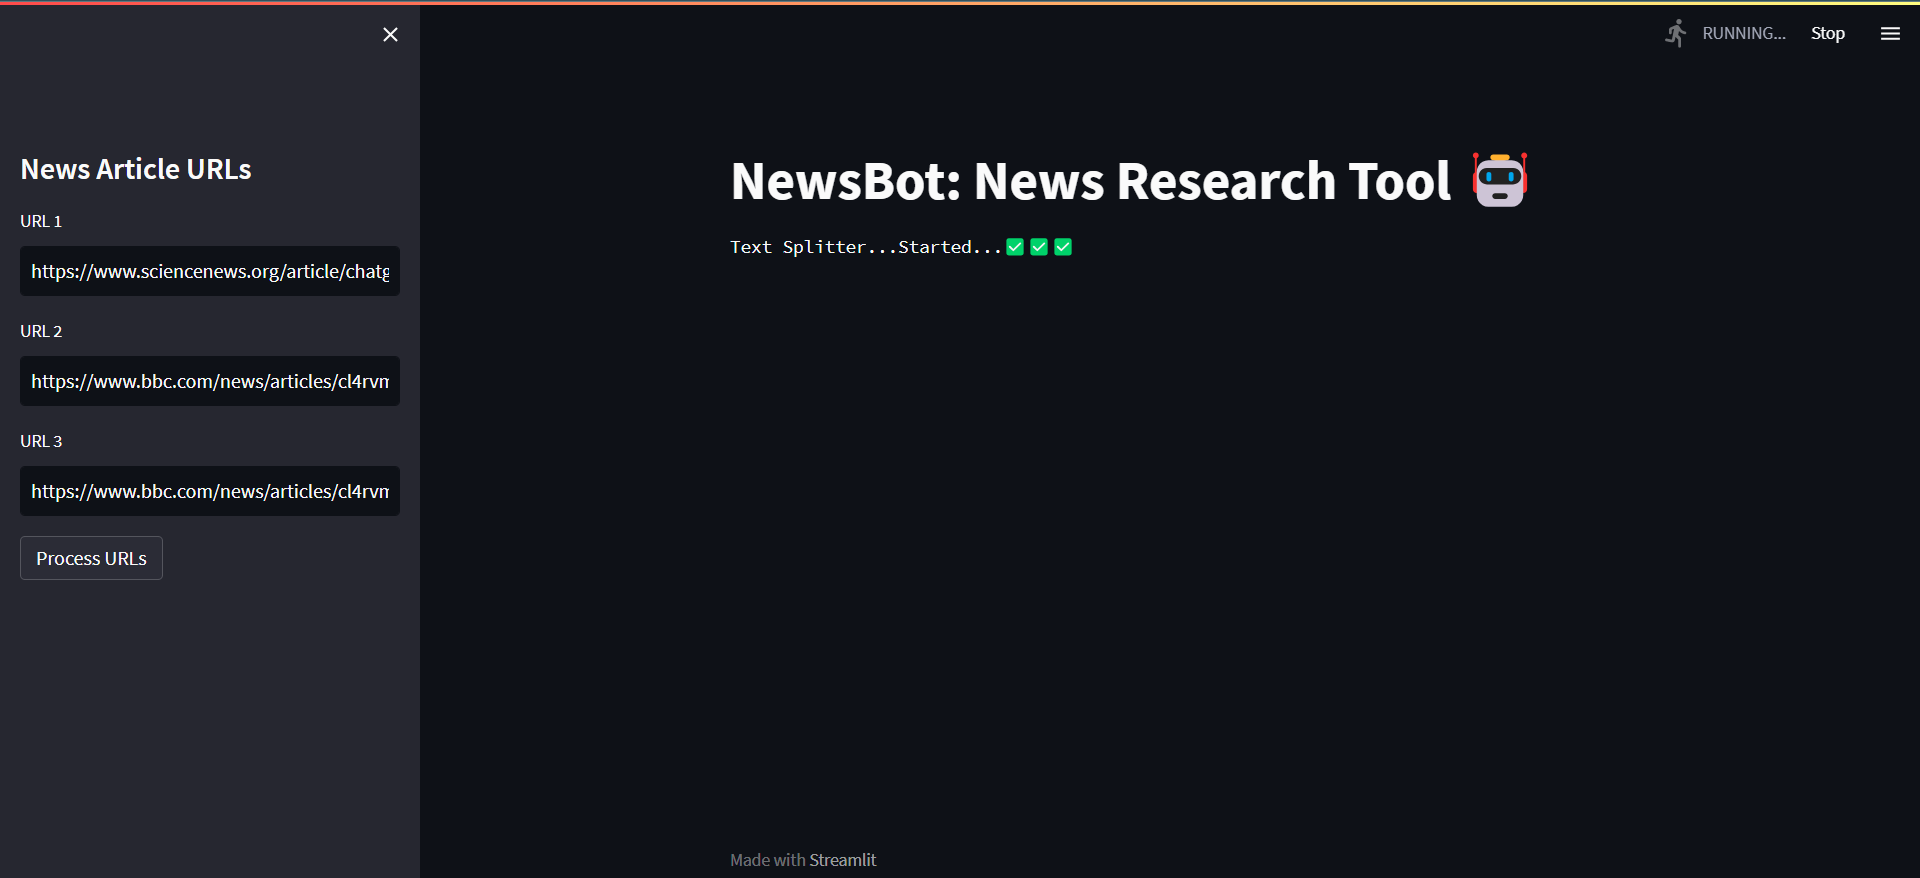 RUNNING... Stop
News Article URLs
URL 1
https://www.sciencenews.org/article/chatg
URL 2
https://www.bbc.com/news/articles/cl4rvm
URL 3
https://www.bbc.com/news/articles/cl4rvm
Process URLs
NewsBot: News Research Tool 🤖
Text Splitter...Started...✅✅✅
Made with Streamlit